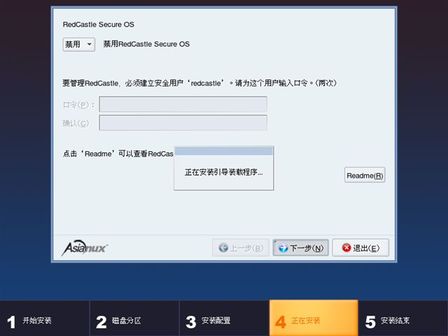 RedCastle Secure OS
禁用 禁用RedCastle Secure OS
要管理RedCastle, 必须建立安全用户‘redcastle’。请为这个用户输入口令。(两次)
口令(P):
确认(C)
点击‘Readme’可以查看RedCas
正在安装引导装载程序...
Readme(R)
Asianux
上一步(B) 下一步(N) 退出(E)
1 开始安装 2 磁盘分区 3 安装配置 4 正在安装 5 安装结束